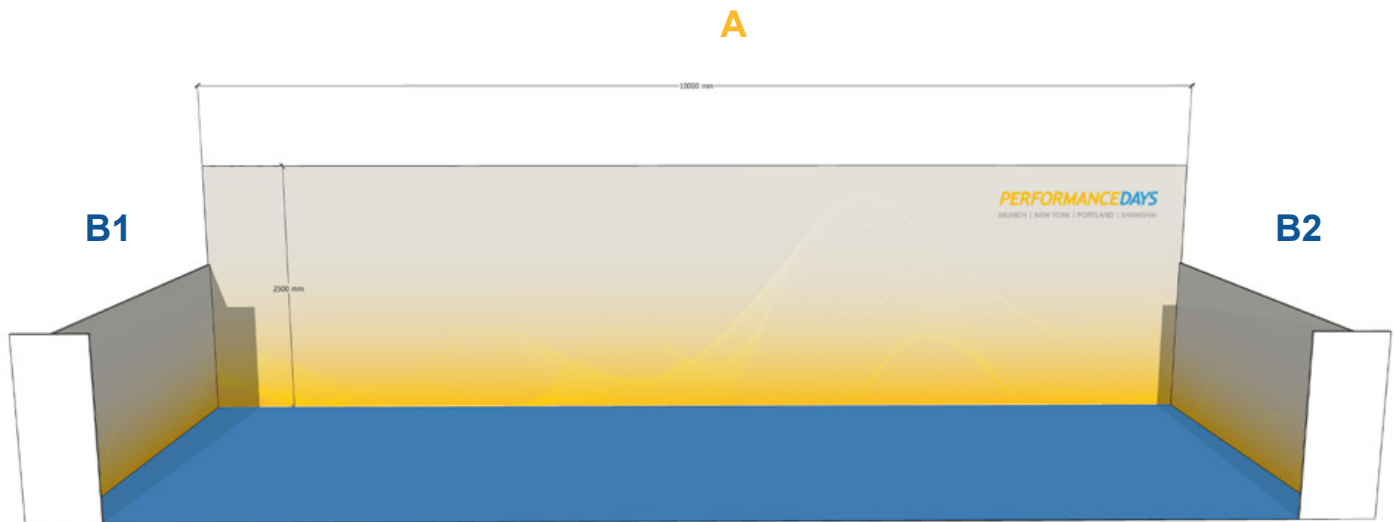 A
10000 mm
PERFORMANCEDAYS
MUNICH | NEW YORK | PORTLAND | SHANGHAI
B1
B2
2500 mm